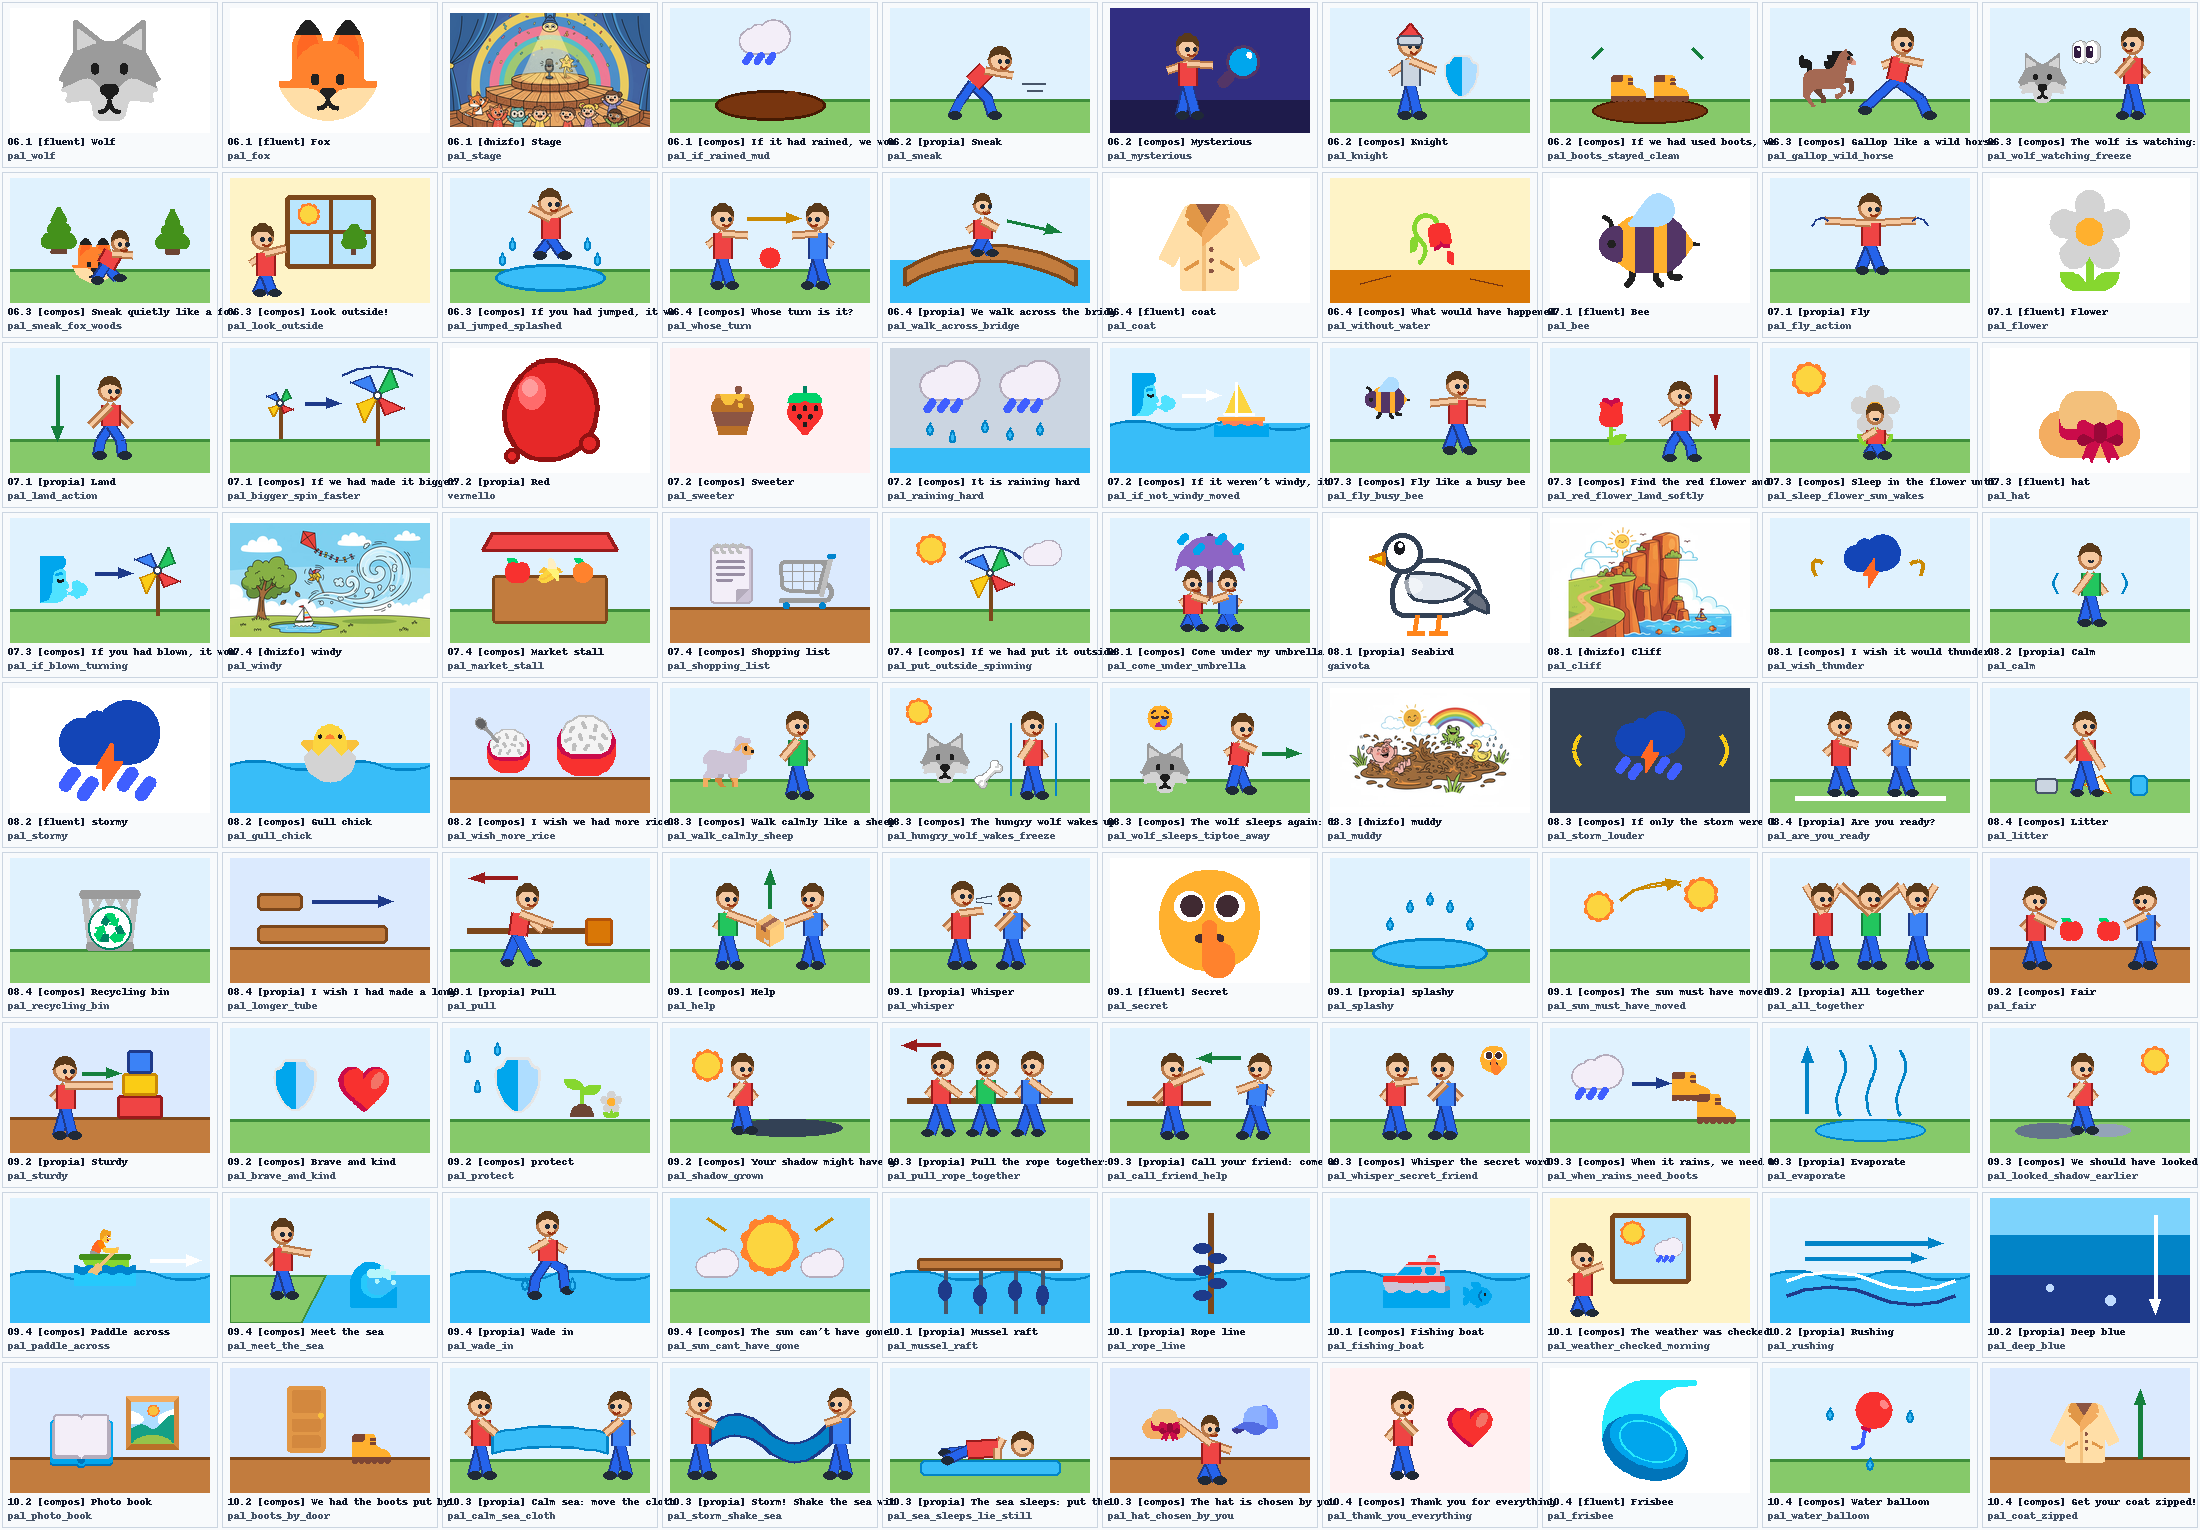 06.1 [fluent] Wolf
pal_wolf
06.1 [fluent] Fox
pal_fox
06.1 [dnizfo] Stage
pal_stage
06.1 [compos] If it had rained, we wou
pal_if_rained_mud
06.2 [propia] Sneak
pal_sneak
06.2 [compos] Mysterious
pal_mysterious
06.2 [compos] Knight
pal_knight
06.2 [compos] If we had used boots, w
pal_boots_stayed_clean
06.3 [compos] Gallop like a wild horse
pal_gallop_wild_horse
06.3 [compos] The wolf is watching:
pal_wolf_watching_freeze
06.3 [compos] Sneak quietly like a fo
pal_sneak_fox_woods
06.3 [compos] Look outside!
pal_look_outside
06.3 [compos] If you had jumped, it w
pal_jumped_splashed
06.4 [compos] Whose turn is it?
pal_whose_turn
06.4 [propia] We walk across the bridg
pal_walk_across_bridge
06.4 [fluent] coat
pal_coat
06.4 [compos] What would have happene
pal_without_water
07.1 [fluent] Bee
pal_bee
07.1 [propia] Fly
pal_fly_action
07.1 [fluent] Flower
pal_flower
07.1 [propia] Land
pal_land_action
07.1 [compos] If we had made it bigge
pal_bigger_spin_faster
07.2 [propia] Red
vermello
07.2 [compos] Sweeter
pal_sweeter
07.2 [compos] It is raining hard
pal_raining_hard
07.2 [compos] If it weren't windy, it
pal_if_not_windy_moved
07.3 [compos] Fly like a busy bee
pal_fly_busy_bee
07.3 [compos] Find the red flower and
pal_red_flower_land_softly
07.3 [compos] Sleep in the flower unt
pal_sleep_flower_sun_wakes
07.3 [fluent] hat
pal_hat
07.3 [compos] If you had blown, it wo
pal_if_blown_turning
07.4 [dnizfo] windy
pal_windy
07.4 [compos] Market stall
pal_market_stall
07.4 [compos] Shopping list
pal_shopping_list
07.4 [compos] If we had put it outsid
pal_put_outside_spinning
08.1 [compos] Come under my umbrella
pal_come_under_umbrella
08.1 [propia] Seabird
gaivota
08.1 [dnizfo] Cliff
pal_cliff
08.1 [compos] I wish it would thunder
pal_wish_thunder
08.2 [propia] Calm
pal_calm
08.2 [fluent] stormy
pal_stormy
08.2 [compos] Gull chick
pal_gull_chick
08.2 [compos] I wish we had more rice
pal_wish_more_rice
08.3 [compos] Walk calmly like a shee
pal_walk_calmly_sheep
08.3 [compos] The hungry wolf wakes u
pal_hungry_wolf_wakes_freeze
08.3 [compos] The wolf sleeps again:
pal_wolf_sleeps_tiptoe_away
08.3 [dnizfo] muddy
pal_muddy
08.3 [compos] If only the storm were
pal_storm_louder
08.4 [propia] Are you ready?
pal_are_you_ready
08.4 [compos] Litter
pal_litter
08.4 [compos] Recycling bin
pal_recycling_bin
08.4 [propia] I wish I had made a lon
pal_longer_tube
09.1 [propia] Pull
pal_pull
09.1 [compos] Help
pal_help
09.1 [propia] Whisper
pal_whisper
09.1 [fluent] Secret
pal_secret
09.1 [propia] splashy
pal_splashy
09.1 [compos] The sun must have moved
pal_sun_must_have_moved
09.2 [propia] All together
pal_all_together
09.2 [compos] Fair
pal_fair
09.2 [propia] Sturdy
pal_sturdy
09.2 [compos] Brave and kind
pal_brave_and_kind
09.2 [compos] protect
pal_protect
09.2 [compos] Your shadow might have
pal_shadow_grown
09.3 [propia] Pull the rope together:
pal_pull_rope_together
09.3 [propia] Call your friend: come
pal_call_friend_help
09.3 [compos] Whisper the secret word
pal_whisper_secret_friend
09.3 [compos] When it rains, we need
pal_when_rains_need_boots
09.3 [propia] Evaporate
pal_evaporate
09.3 [compos] We should have looked
pal_looked_shadow_earlier
09.4 [compos] Paddle across
pal_paddle_across
09.4 [compos] Meet the sea
pal_meet_the_sea
09.4 [propia] Wade in
pal_wade_in
09.4 [compos] The sun can't have gone
pal_sun_cant_have_gone
10.1 [propia] Mussel raft
pal_mussel_raft
10.1 [propia] Rope line
pal_rope_line
10.1 [compos] Fishing boat
pal_fishing_boat
10.1 [compos] The weather was checked
pal_weather_checked_morning
10.2 [propia] Rushing
pal_rushing
10.2 [propia] Deep blue
pal_deep_blue
10.2 [compos] Photo book
pal_photo_book
10.2 [compos] We had the boots put by
pal_boots_by_door
10.3 [propia] Calm sea: move the clot
pal_calm_sea_cloth
10.3 [propia] Storm! Shake the sea wi
pal_storm_shake_sea
10.3 [propia] The sea sleeps: put the
pal_sea_sleeps_lie_still
10.3 [compos] The hat is chosen by yo
pal_hat_chosen_by_you
10.4 [compos] Thank you for everything
pal_thank_you_everything
10.4 [fluent] Frisbee
pal_frisbee
10.4 [compos] Water balloon
pal_water_balloon
10.4 [compos] Get your coat zipped!
pal_coat_zipped